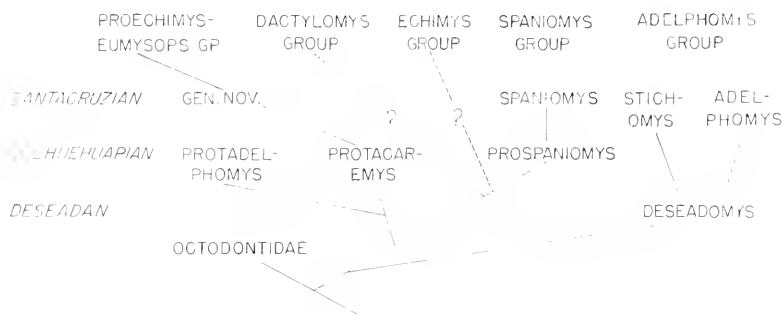 PROECHIMYS- DACTYLOMYS ECHIMYS SPANIOMYS ADELPHOMYS
EUMYSOPS GP GROUP GROUP GROUP GROUP
GEN. NOV. SPANIOMYS STICH- ADEL-
? ? OMYS PHOMYS
PROTADEL- PROTACAR- PROSPANIOMYS
PHOMYS EMYS
DESEADAN DESEADOMYS
OCTODONTIDAE